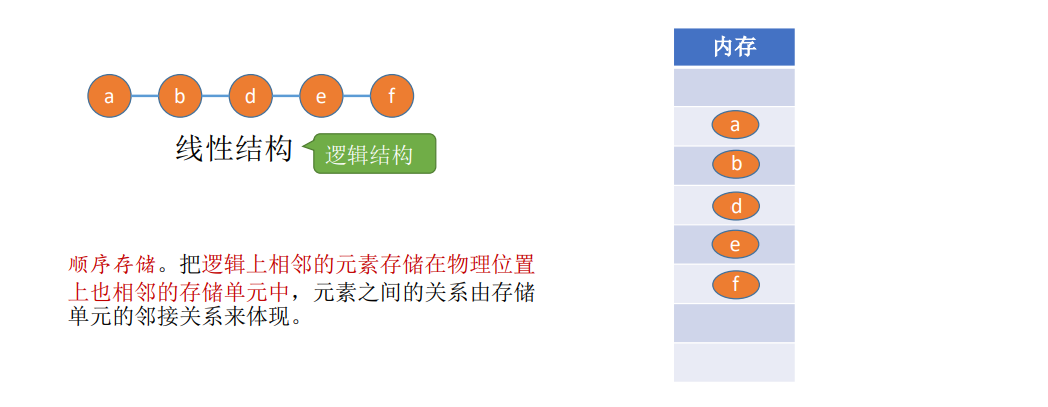 a b d e f
线性结构
逻辑结构
顺序存储。把逻辑上相邻的元素存储在物理位置
上也相邻的存储单元中，元素之间的关系由存储
单元的邻接关系来体现。
内存
a
b
d
e
f